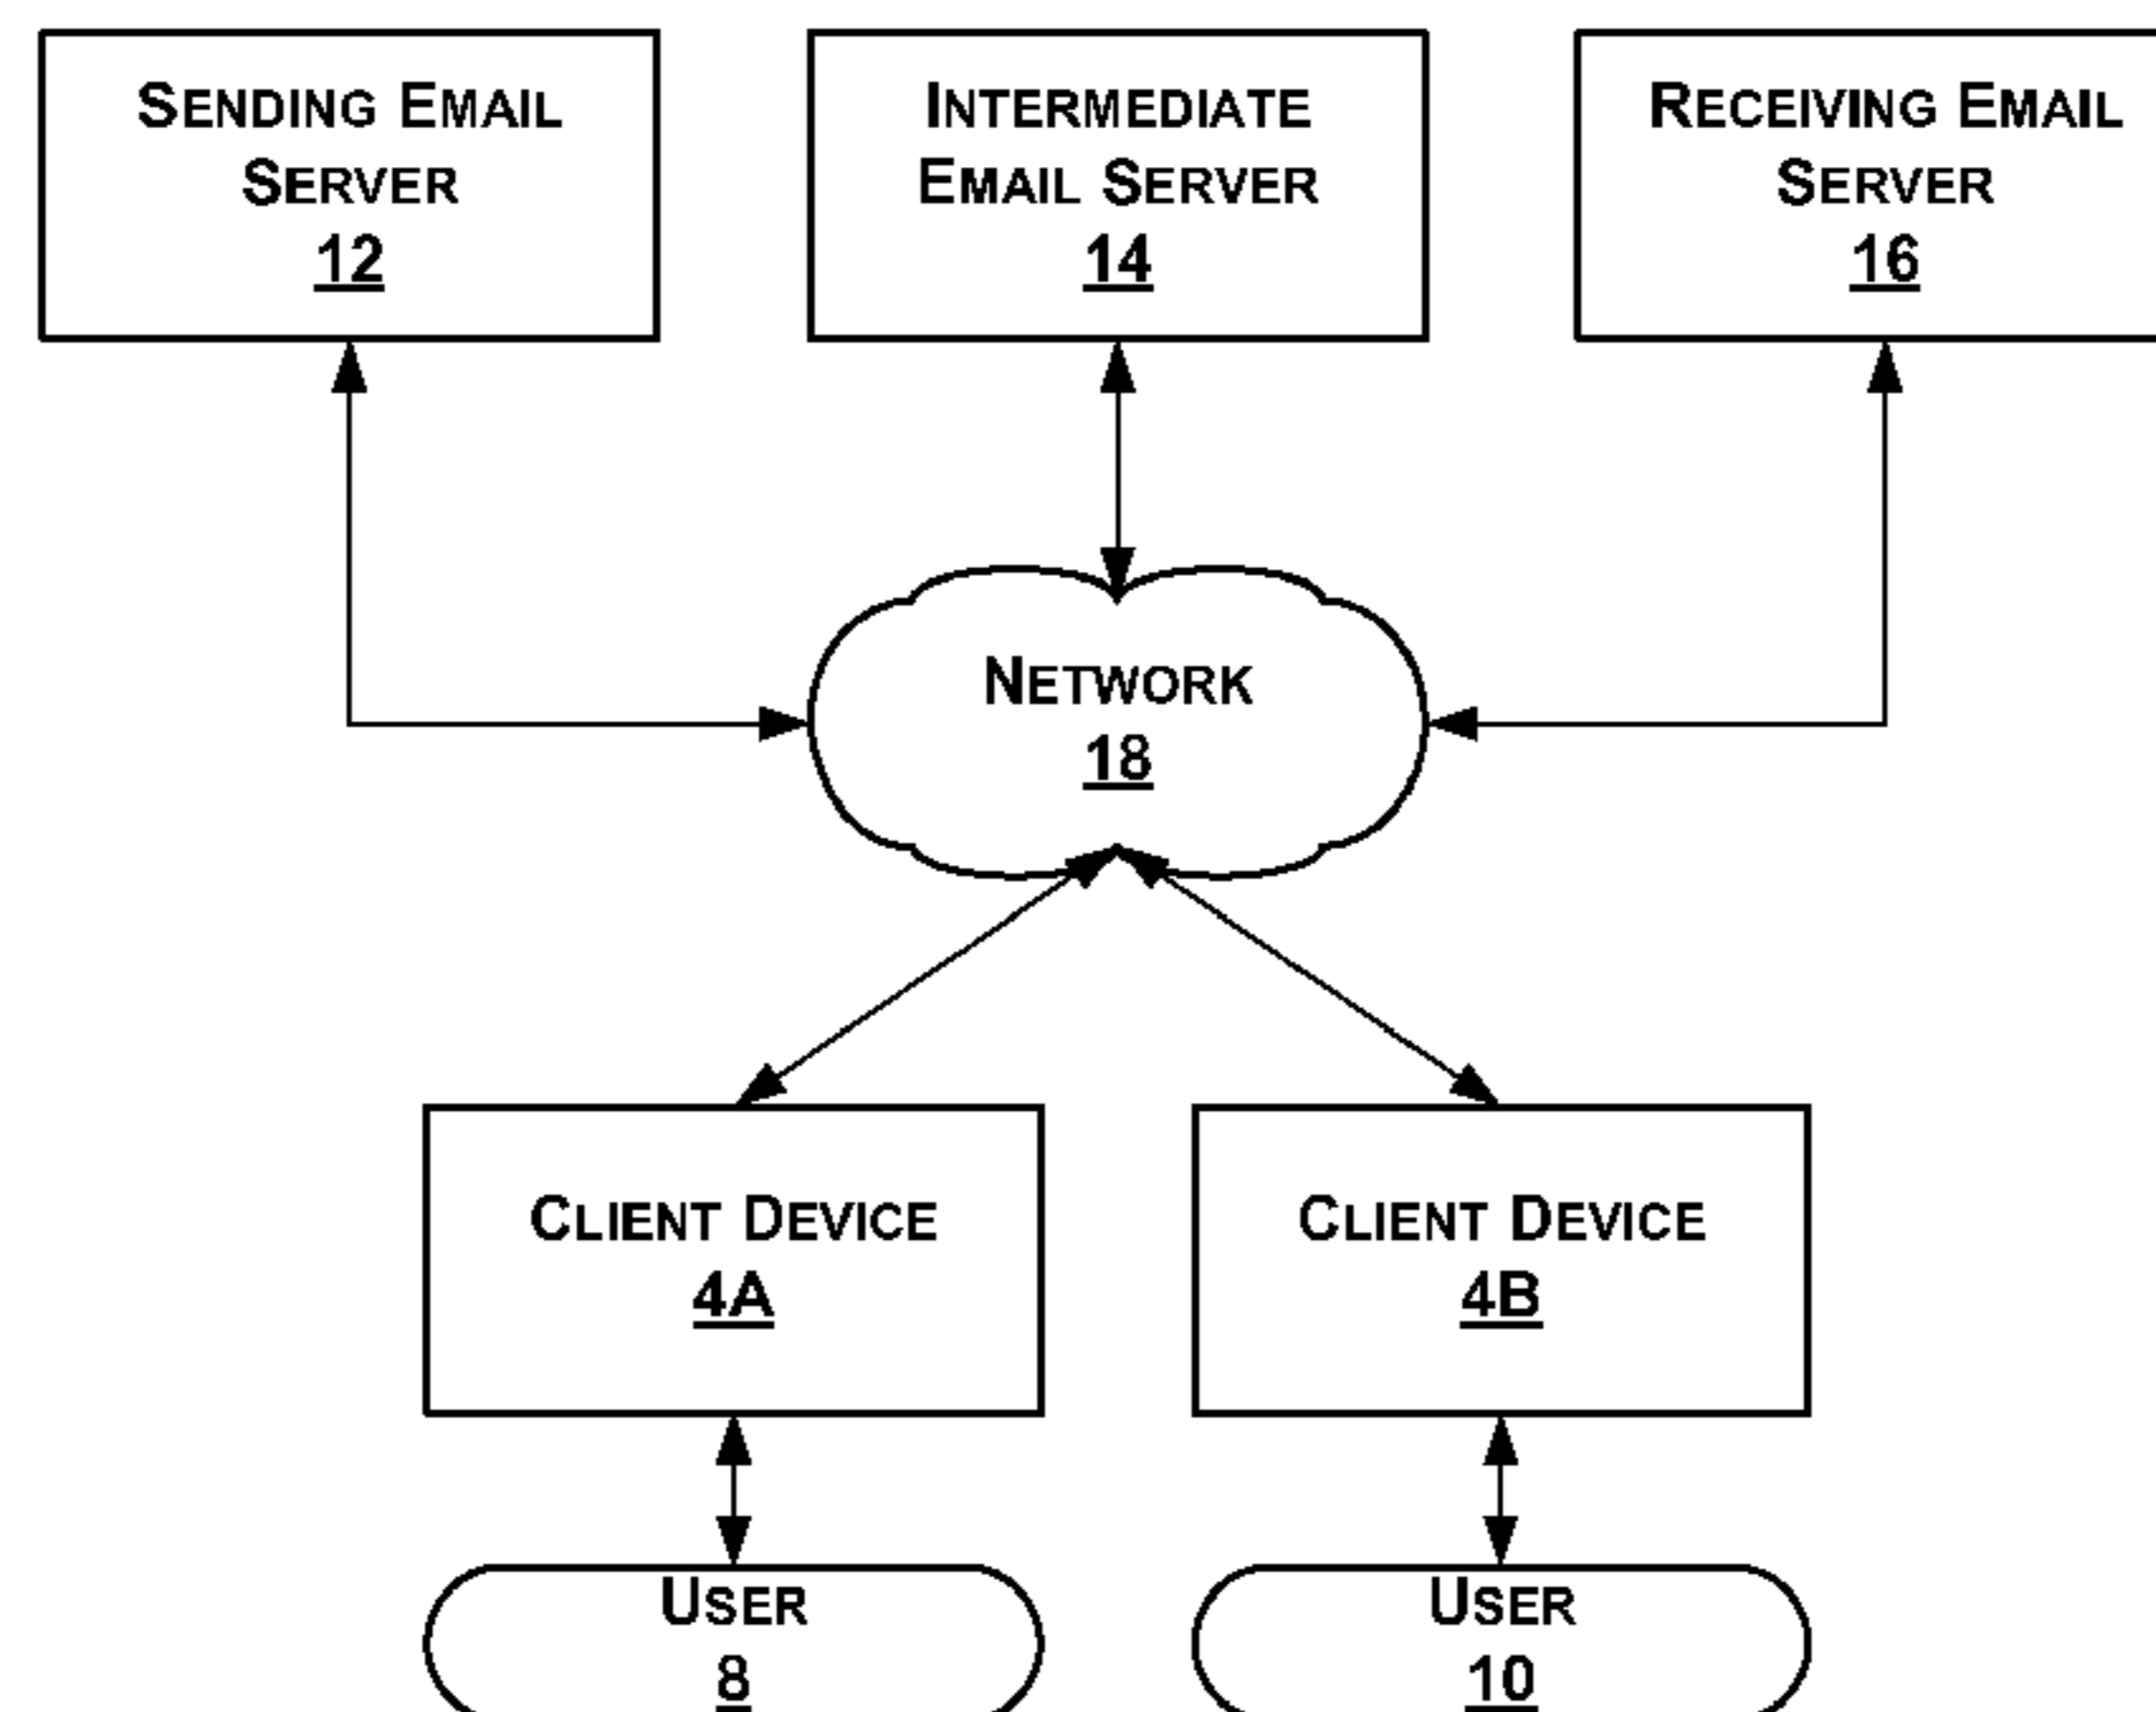 SENDING EMAIL
SERVER
12
INTERMEDIATE
EMAIL SERVER
14
RECEIVING EMAIL
SERVER
16
NETWORK
18
CLIENT DEVICE
4A
CLIENT DEVICE
4B
USER
8
USER
10